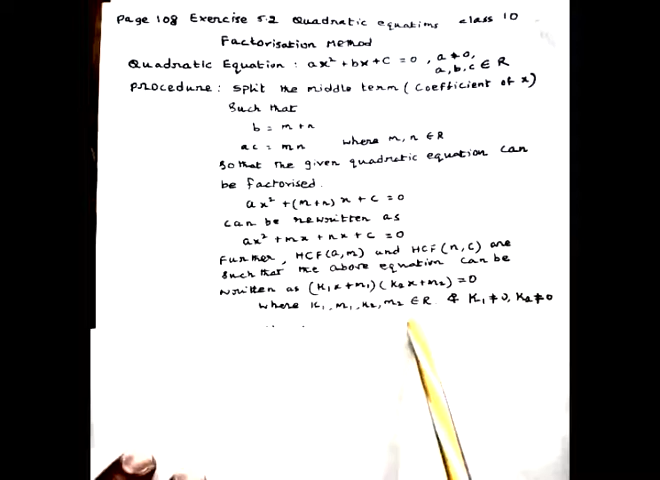 Page 108 Exercise 5.2 Quadratic equations class 10
Factorisation Method
Quadratic Equation : ax² + bx + c = 0 , a ≠ 0, a, b, c ∈ R
Procedure : Split the middle term ( Coefficient of x )
Such that
b = m + n
ac = mn where m, n ∈ R
So that the given quadratic equation can
be factorised.
ax² + (m+n) x + c = 0
can be rewritten as
ax² + mx + nx + c = 0
Further, HCF (a, m) and HCF (n, c) are
such that the above equation can be
written as (K₁x + m₁) ( K₂x + m₂) = 0
where K₁, m₁, K₂, m₂ ∈ R. & K₁ ≠ 0, K₂ ≠ 0